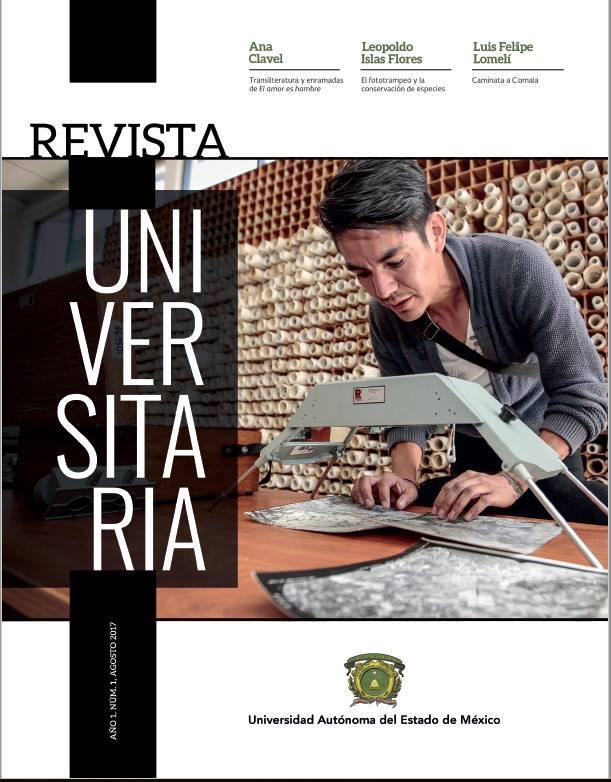 Ana
Clavel
Transliteratura y enramadas
de El amor es hambre
Leopoldo
Islas Flores
El fototrampeo y la
conservación de especies
Luis Felipe
Lomelí
Caminata a Comala
REVISTA
UNI
VER
SITA
RIA
AÑO 1, NÚM. 1, AGOSTO 2017
Universidad Autónoma del Estado de México